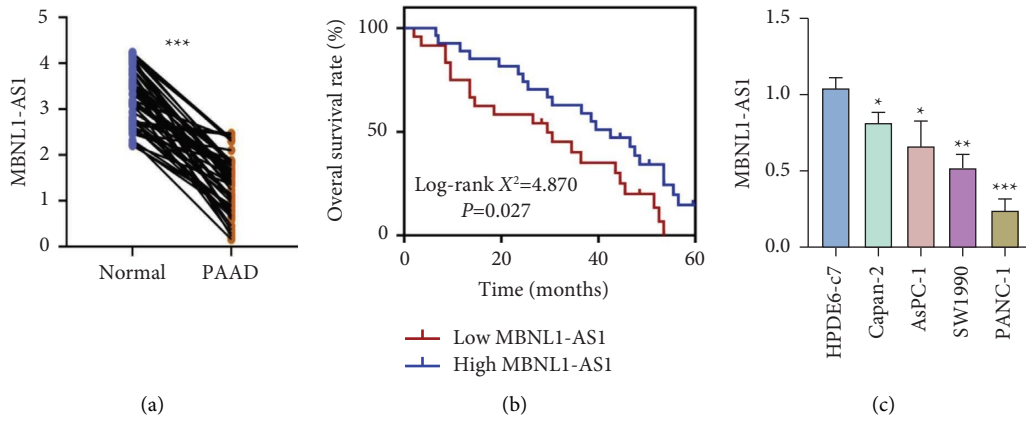 MBNL1-AS1
5
4
3
2
1
0
***
Normal
PAAD
(a)
Overal survival rate (%)
100
50
0
Log-rank X²=4.870
P=0.027
0
20
40
60
Time (months)
Low MBNL1-AS1
High MBNL1-AS1
(b)
MBNL1-AS1
1.5
1.0
0.5
0.0
*
*
**
***
HPDE6-c7
Capan-2
AsPC-1
SW1990
PANC-1
(c)